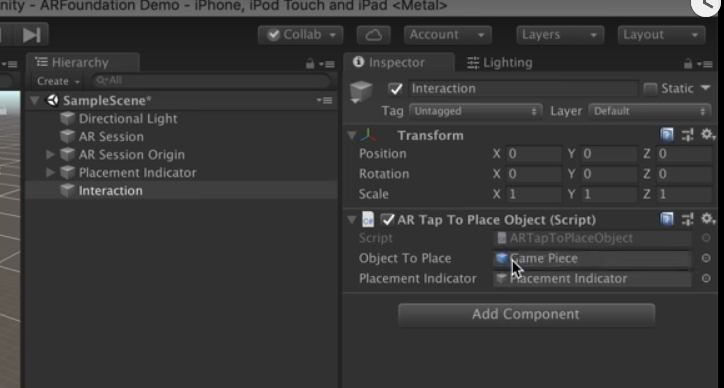 nity - ARFoundation Demo - iPhone, iPod Touch and iPad <Metal>
Collab Account Layers Layout
Hierarchy
Create All
SampleScene*
Directional Light
AR Session
AR Session Origin
Placement Indicator
Interaction
Inspector Lighting
Interaction Static
Tag Untagged Layer Default
Transform
Position X 0 Y 0 Z 0
Rotation X 0 Y 0 Z 0
Scale X 1 Y 1 Z 1
AR Tap To Place Object (Script)
Script ARTapToPlaceObject
Object To Place Game Piece
Placement Indicator Placement Indicator
Add Component